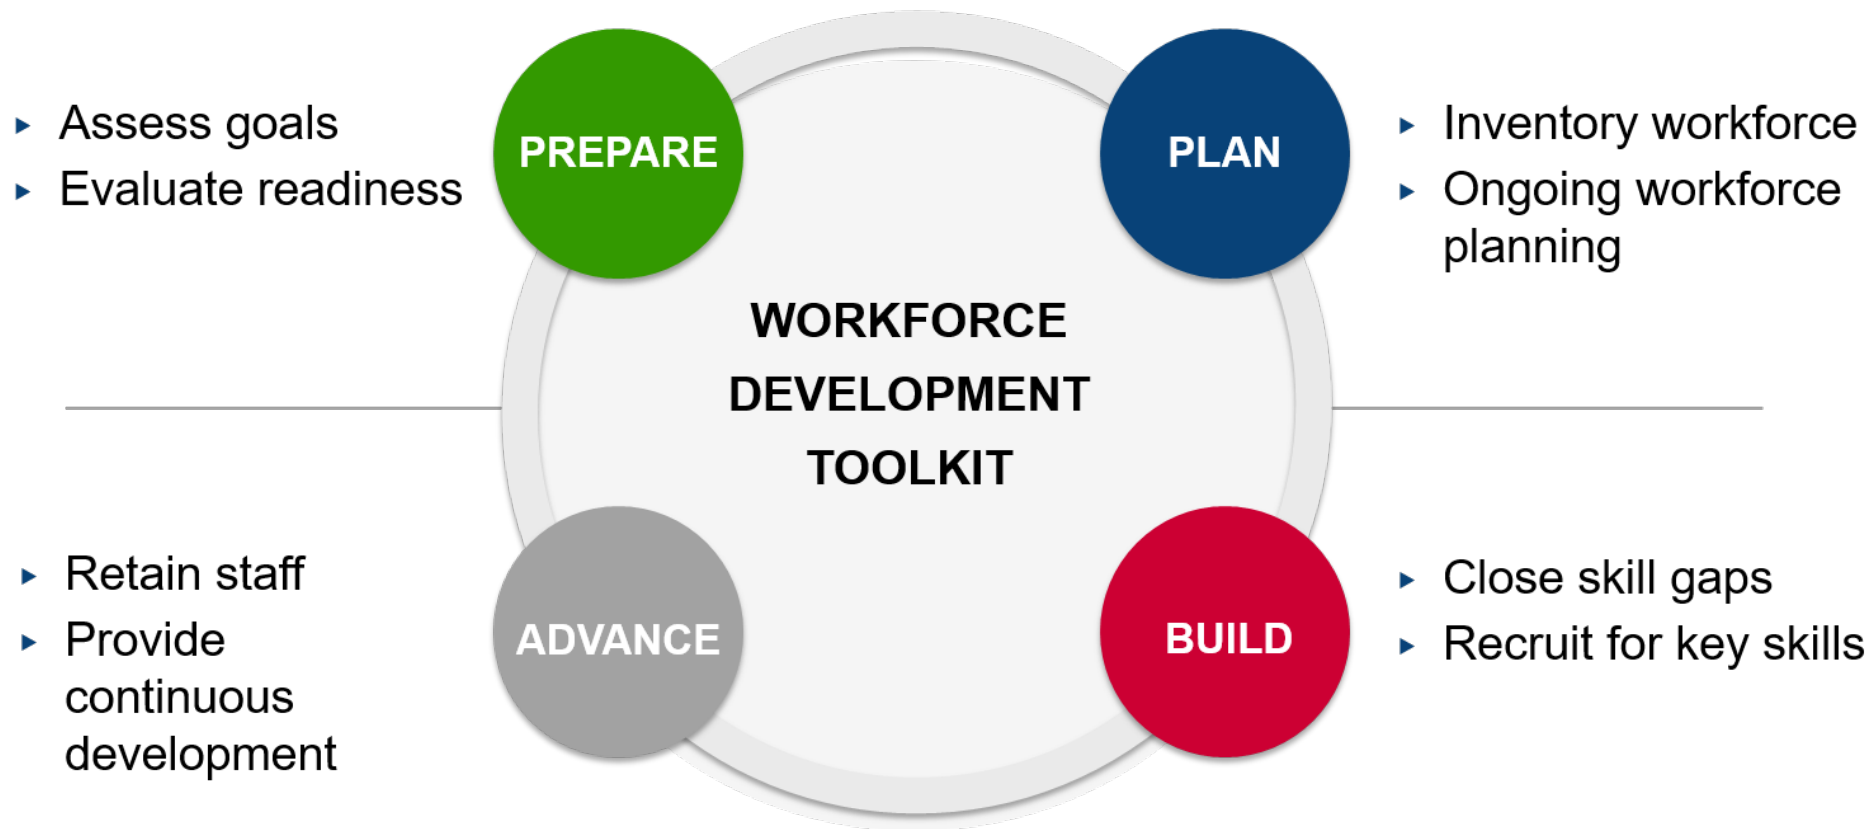 PREPARE
Assess goals
Evaluate readiness
PLAN
Inventory workforce
Ongoing workforce
planning
WORKFORCE
DEVELOPMENT
TOOLKIT
ADVANCE
Retain staff
Provide
continuous
development
BUILD
Close skill gaps
Recruit for key skills